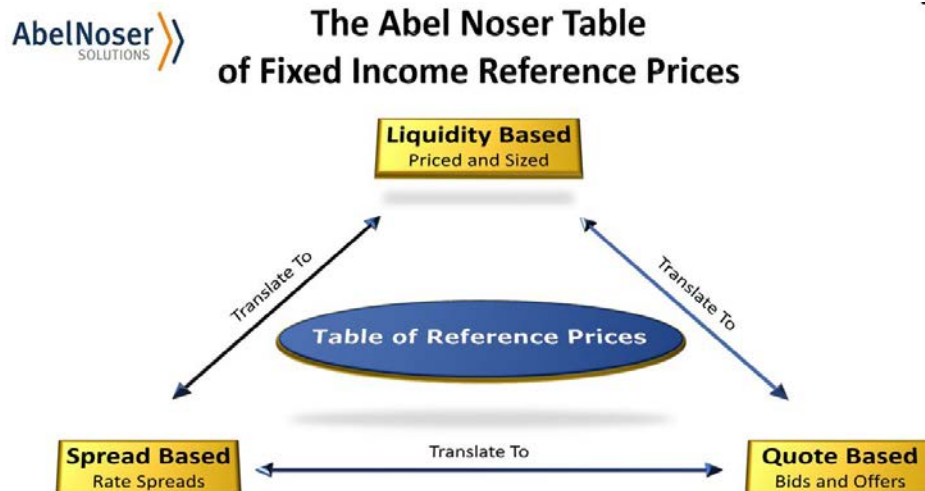 AbelNoser
SOLUTIONS
The Abel Noser Table
of Fixed Income Reference Prices
Liquidity Based
Priced and Sized
Translate To
Translate To
Table of Reference Prices
Spread Based
Rate Spreads
Translate To
Quote Based
Bids and Offers